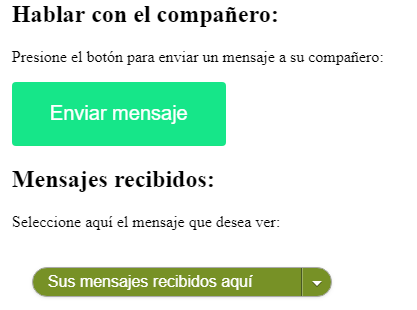 Hablar con el compañero:
Presione el botón para enviar un mensaje a su compañero:
Enviar mensaje
Mensajes recibidos:
Seleccione aquí el mensaje que desea ver:
Sus mensajes recibidos aquí